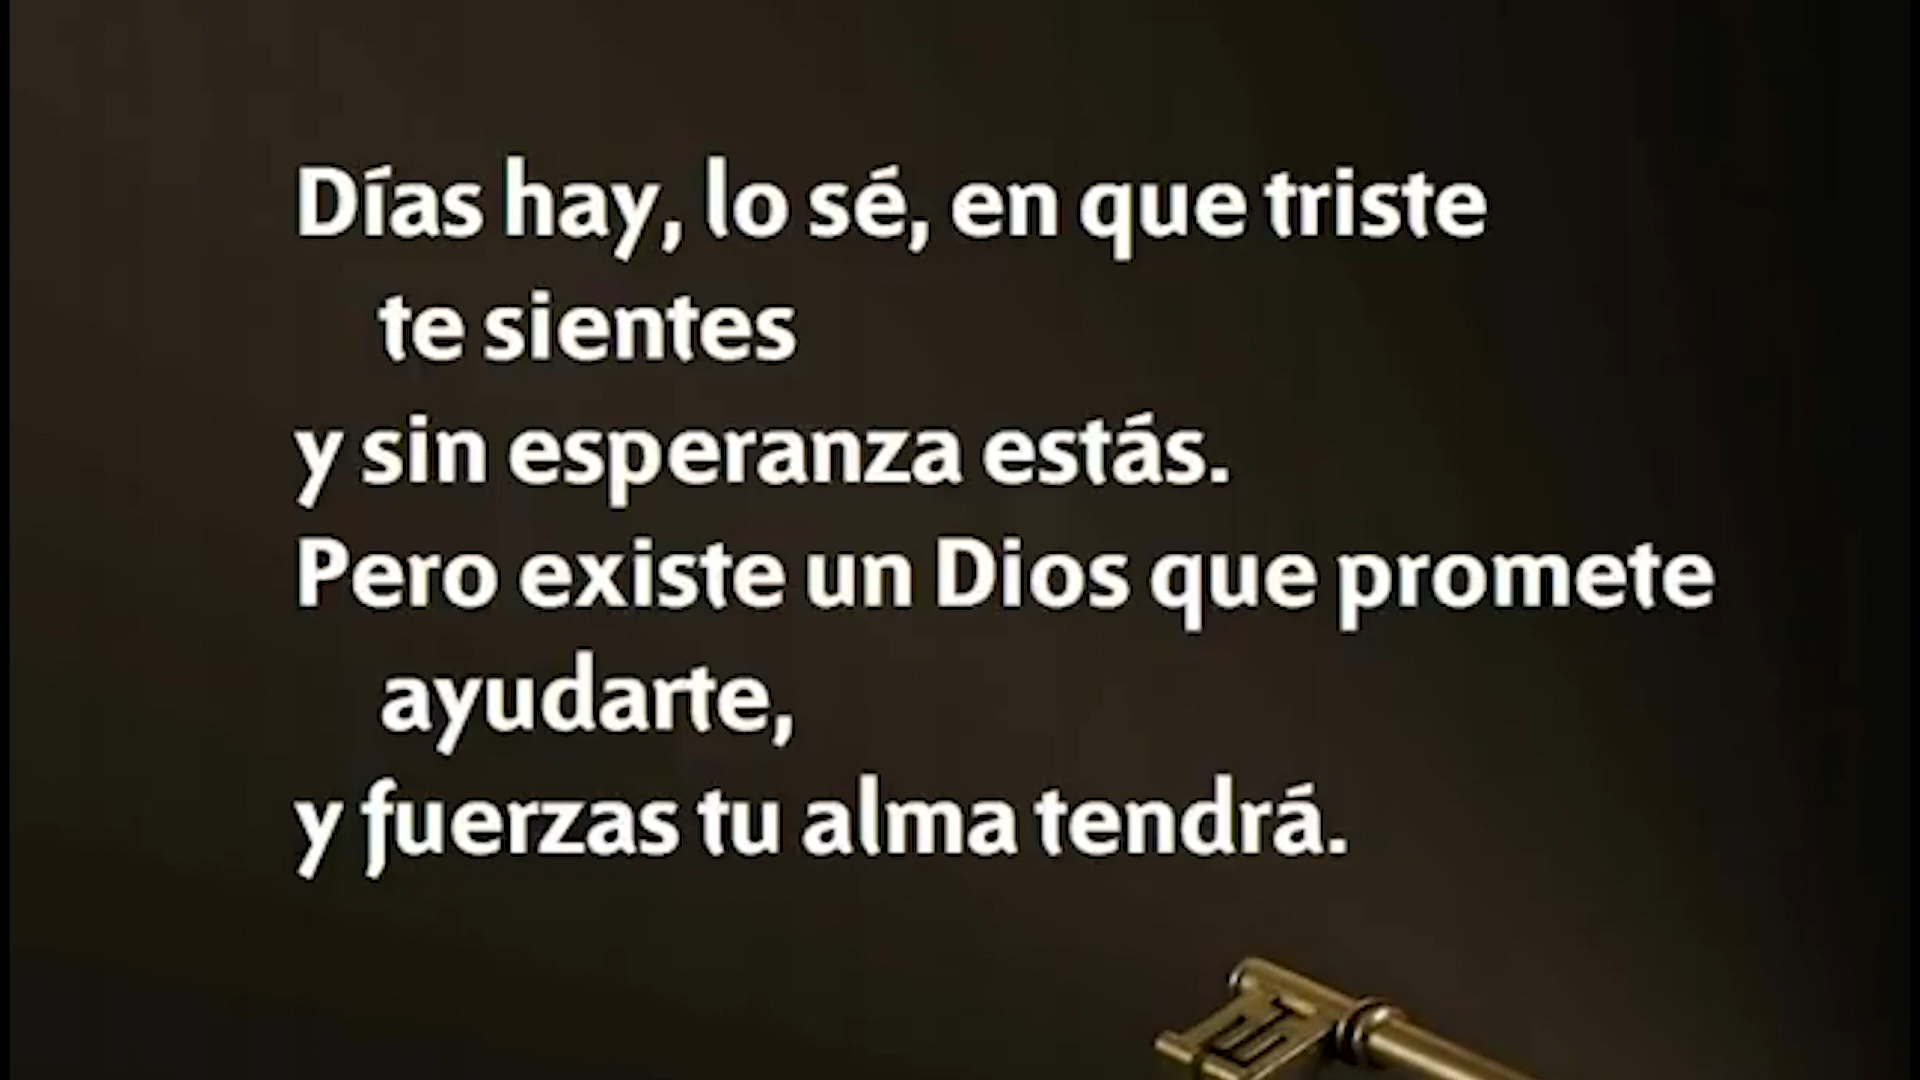 Días hay, lo sé, en que triste
te sientes
y sin esperanza estás.
Pero existe un Dios que promete
ayudarte,
y fuerzas tu alma tendrá.